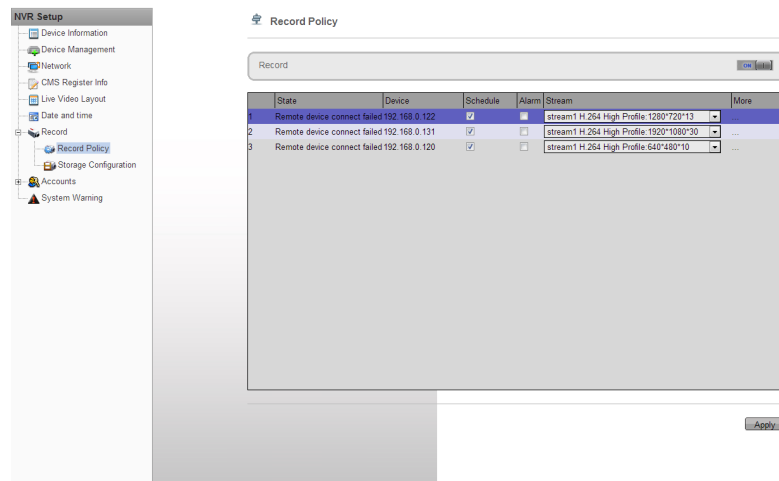 NVR Setup
Device Information
Device Management
Network
CMS Register Info
Live Video Layout
Date and time
Record
Record Policy
Storage Configuration
Accounts
System Warning
Record Policy
Record ON
State Device Schedule Alarm Stream More
1 Remote device connect failed 192.168.0.122 stream1 H.264 High Profile:1280*720*13 ...
2 Remote device connect failed 192.168.0.131 stream1 H.264 High Profile:1920*1080*30 ...
3 Remote device connect failed 192.168.0.120 stream1 H.264 High Profile:640*480*10 ...
Apply